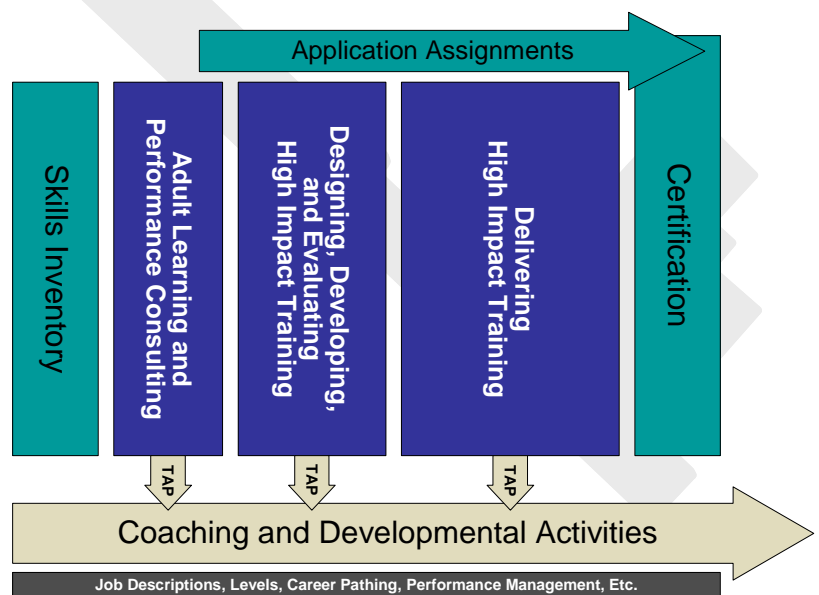 Application Assignments
Skills Inventory
Adult Learning and
Performance Consulting
Designing, Developing,
and Evaluating
High Impact Training
Delivering
High Impact Training
Certification
TAP
TAP
TAP
Coaching and Developmental Activities
Job Descriptions, Levels, Career Pathing, Performance Management, Etc.